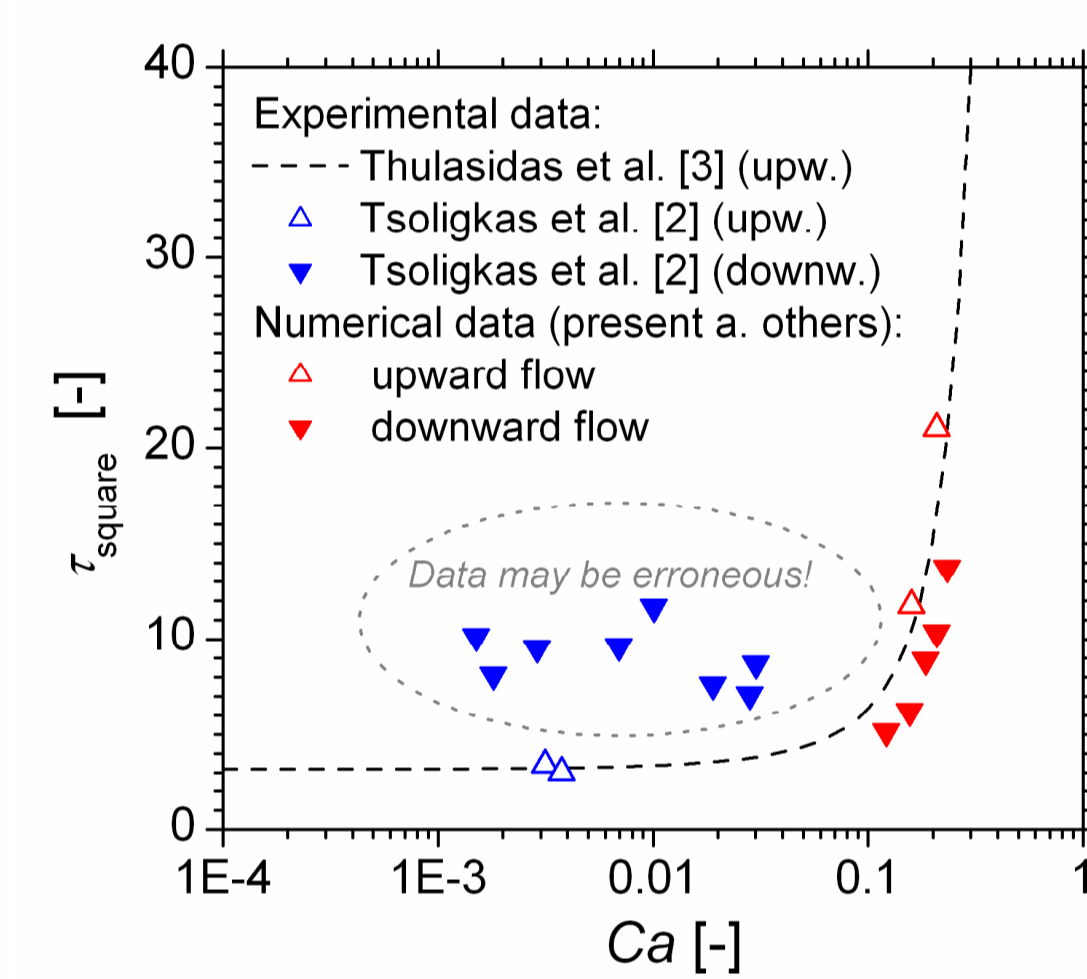 40
30
20
10
0
τsquare [-]
Experimental data:
Thulasidas et al. [3] (upw.)
Tsoligkas et al. [2] (upw.)
Tsoligkas et al. [2] (downw.)
Numerical data (present a. others):
upward flow
downward flow
Data may be erroneous!
1E-4 1E-3 0.01 0.1 1
Ca [-]